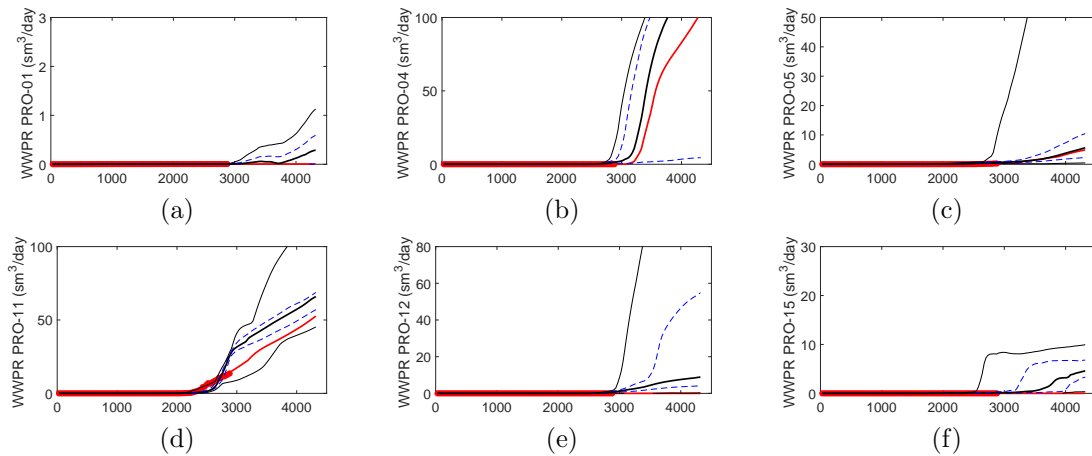 WWPR PRO-01 (sm³/day
3
2
1
0
0 1000 2000 3000 4000
(a)
WWPR PRO-04 (sm³/day
100
50
0
0 1000 2000 3000 4000
(b)
WWPR PRO-05 (sm³/day
50
40
30
20
10
0
0 1000 2000 3000 4000
(c)
WWPR PRO-11 (sm³/day
100
50
0
0 1000 2000 3000 4000
(d)
WWPR PRO-12 (sm³/day
80
60
40
20
0
0 1000 2000 3000 4000
(e)
WWPR PRO-15 (sm³/day
30
20
10
0
0 1000 2000 3000 4000
(f)